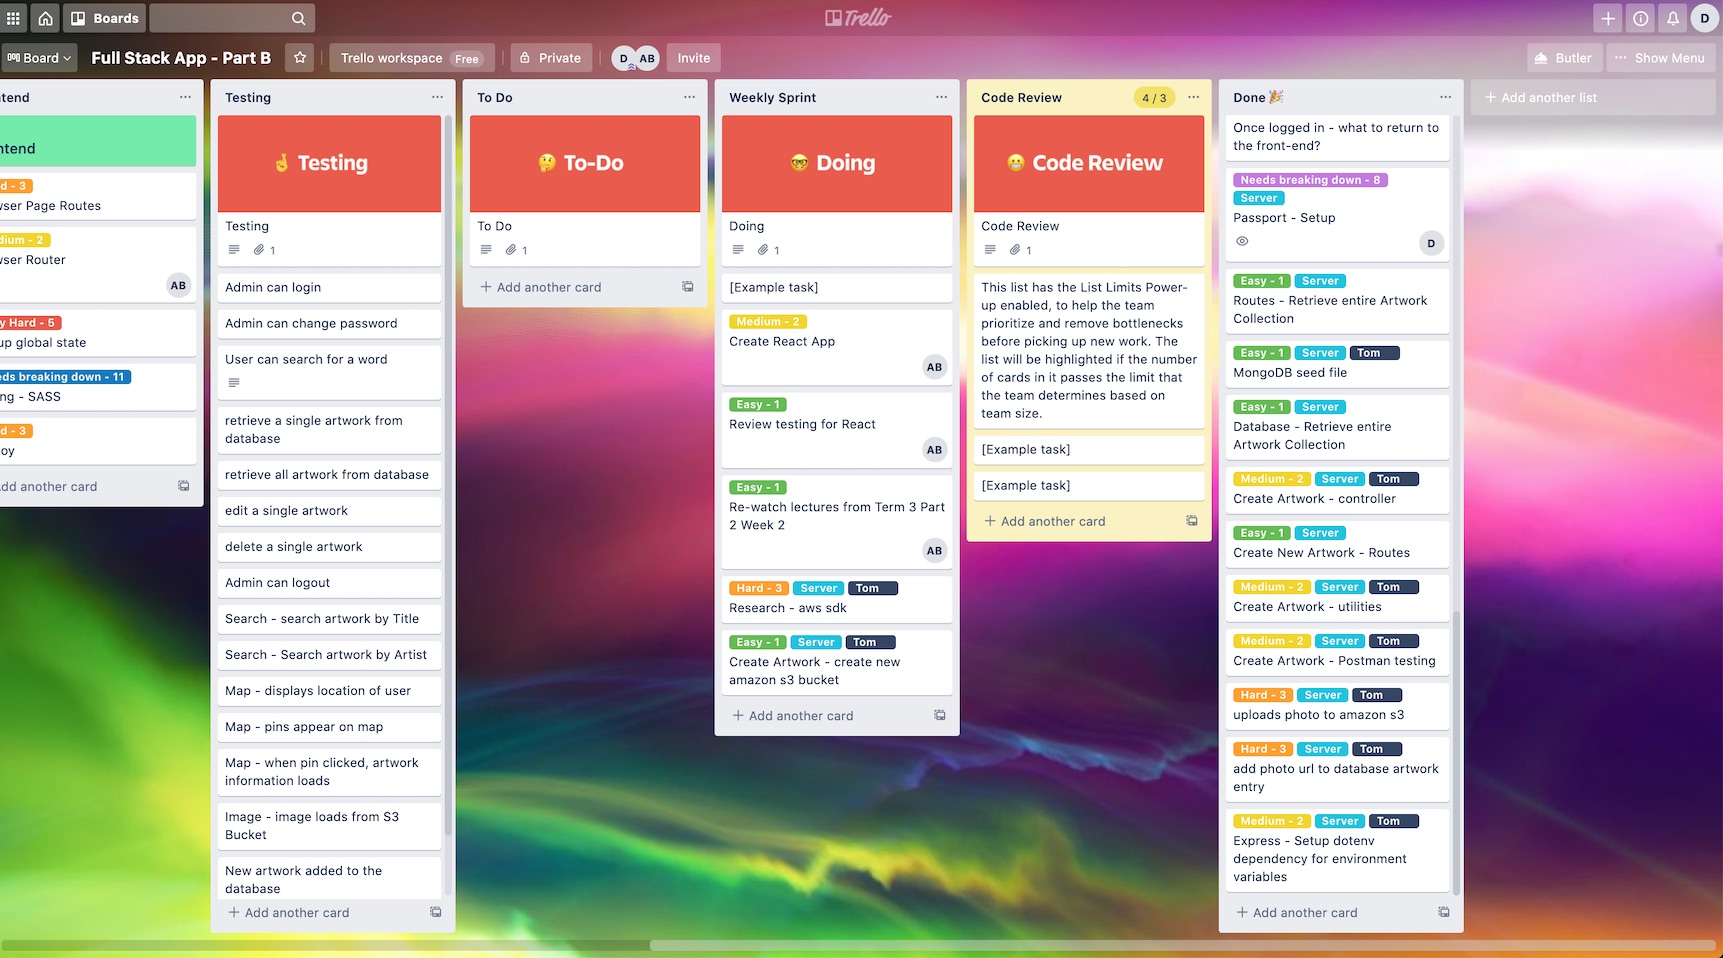 Boards
Trello
D
Board
Full Stack App - Part B
Trello workspace Free
Private
D AB
Invite
Butler
Show Menu
ntend
ntend
d - 3
wser Page Routes
dium - 2
wser Router
AB
y Hard - 5
up global state
eds breaking down - 11
ng - SASS
d - 3
oy
Add another card
Testing
🤞 Testing
Testing
1
Admin can login
Admin can change password
User can search for a word
retrieve a single artwork from
database
retrieve all artwork from database
edit a single artwork
delete a single artwork
Admin can logout
Search - search artwork by Title
Search - Search artwork by Artist
Map - displays location of user
Map - pins appear on map
Map - when pin clicked, artwork
information loads
Image - image loads from S3
Bucket
New artwork added to the
database
Add another card
To Do
🤔 To-Do
To Do
1
Add another card
Weekly Sprint
🤓 Doing
Doing
1
[Example task]
Medium - 2
Create React App
AB
Easy - 1
Review testing for React
AB
Easy - 1
Re-watch lectures from Term 3 Part
2 Week 2
AB
Hard - 3 Server Tom
Research - aws sdk
Easy - 1 Server Tom
Create Artwork - create new
amazon s3 bucket
Add another card
Code Review 4 / 3
😬 Code Review
Code Review
1
This list has the List Limits Power-
up enabled, to help the team
prioritize and remove bottlenecks
before picking up new work. The
list will be highlighted if the number
of cards in it passes the limit that
the team determines based on
team size.
[Example task]
[Example task]
Add another card
Done 🎉
Once logged in - what to return to
the front-end?
Needs breaking down - 8
Server
Passport - Setup
D
Easy - 1 Server
Routes - Retrieve entire Artwork
Collection
Easy - 1 Server Tom
MongoDB seed file
Easy - 1 Server
Database - Retrieve entire
Artwork Collection
Medium - 2 Server Tom
Create Artwork - controller
Easy - 1 Server
Create New Artwork - Routes
Medium - 2 Server Tom
Create Artwork - utilities
Medium - 2 Server Tom
Create Artwork - Postman testing
Hard - 3 Server Tom
uploads photo to amazon s3
Hard - 3 Server Tom
add photo url to database artwork
entry
Medium - 2 Server Tom
Express - Setup dotenv
dependency for environment
variables
Add another card
Add another list